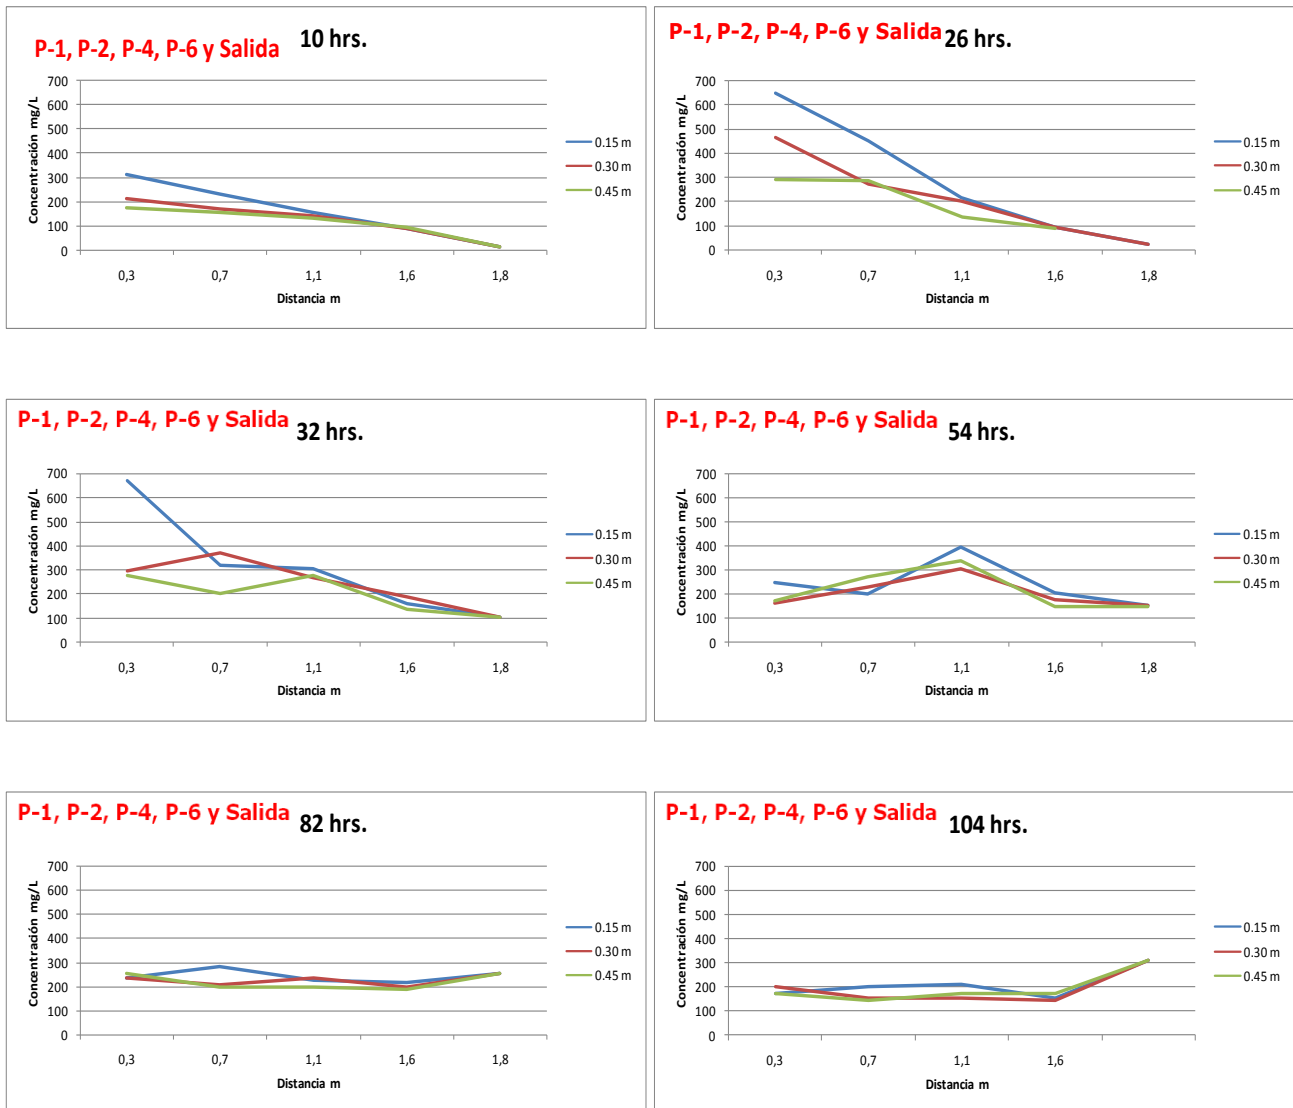 P-1, P-2, P-4, P-6 y Salida 10 hrs.
Concentración mg/L
700
600
500
400
300
200
100
0
0,3 0,7 1,1 1,6 1,8
Distancia m
0.15 m
0.30 m
0.45 m
P-1, P-2, P-4, P-6 y Salida 26 hrs.
Concentración mg/L
700
600
500
400
300
200
100
0
0,3 0,7 1,1 1,6 1,8
Distancia m
0.15 m
0.30 m
0.45 m
P-1, P-2, P-4, P-6 y Salida 32 hrs.
Concentración mg/L
700
600
500
400
300
200
100
0
0,3 0,7 1,1 1,6 1,8
Distancia m
0.15 m
0.30 m
0.45 m
P-1, P-2, P-4, P-6 y Salida 54 hrs.
Concentración mg/L
700
600
500
400
300
200
100
0
0,3 0,7 1,1 1,6 1,8
Distancia m
0.15 m
0.30 m
0.45 m
P-1, P-2, P-4, P-6 y Salida 82 hrs.
Concentración mg/L
700
600
500
400
300
200
100
0
0,3 0,7 1,1 1,6 1,8
Distancia m
0.15 m
0.30 m
0.45 m
P-1, P-2, P-4, P-6 y Salida 104 hrs.
Concentración mg/L
700
600
500
400
300
200
100
0
0,3 0,7 1,1 1,6
Distancia m
0.15 m
0.30 m
0.45 m